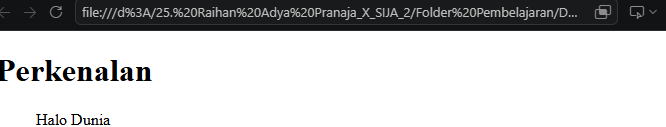 file:///d%3A/25.%20Raihan%20Adya%20Pranaja_X_SIJA_2/Folder%20Pembelajaran/D...
Perkenalan
Halo Dunia